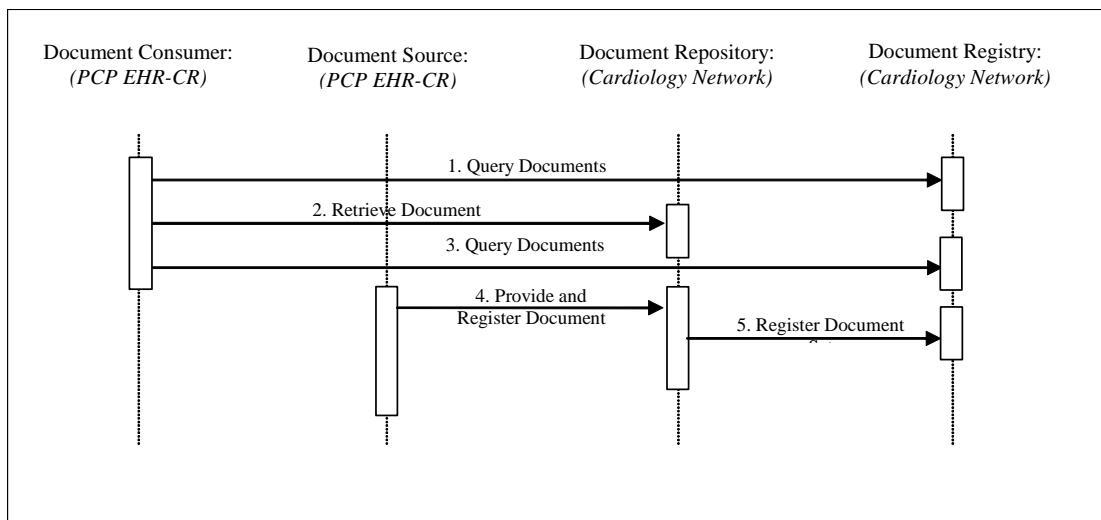 Document Consumer:
(PCP EHR-CR)
Document Source:
(PCP EHR-CR)
Document Repository:
(Cardiology Network)
Document Registry:
(Cardiology Network)
1. Query Documents
2. Retrieve Document
3. Query Documents
4. Provide and
Register Document
5. Register Document